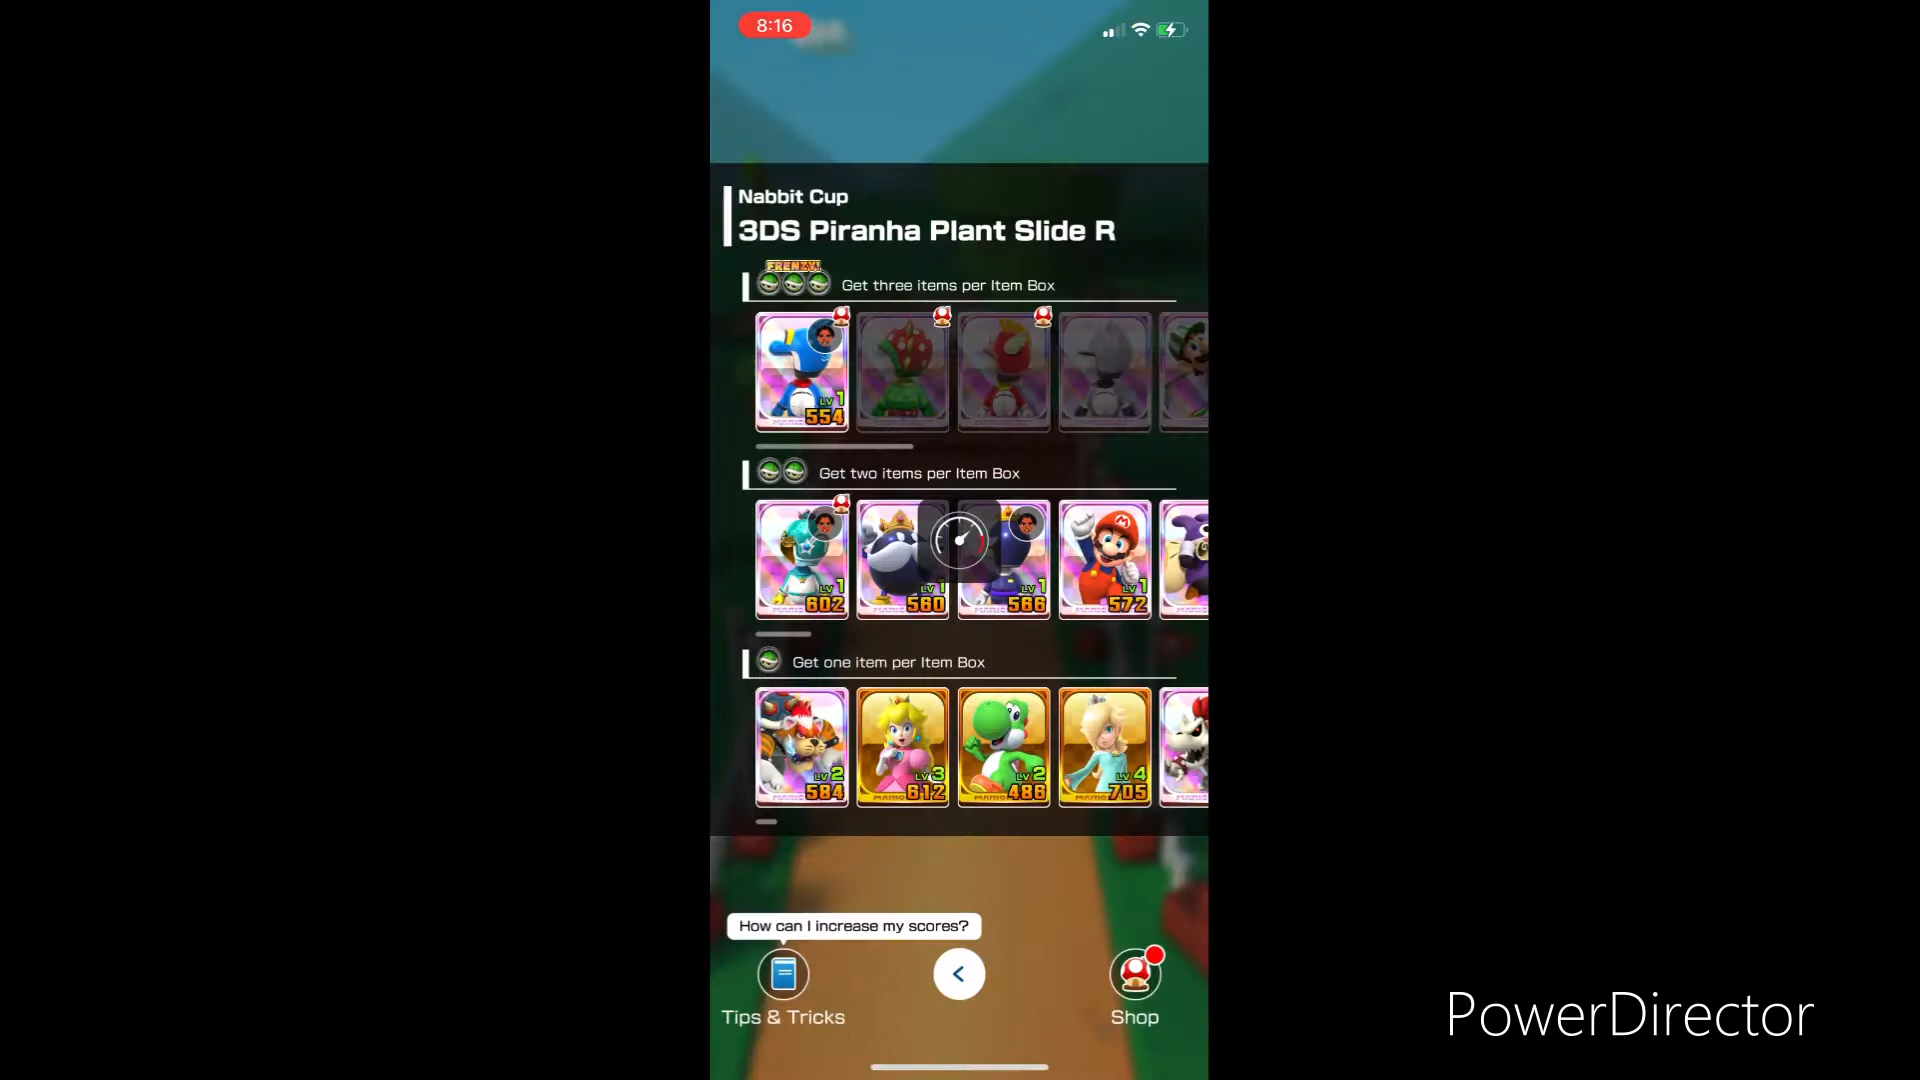 8:16
Nabbit Cup
3DS Piranha Plant Slide R
FRENZY!
Get three items per Item Box
LV 1
554
Get two items per Item Box
LV 1
602
LV 1
560
LV 1
566
LV 1
572
Get one item per Item Box
LV 2
584
LV 3
612
LV 2
486
LV 4
705
How can I increase my scores?
Tips & Tricks
Shop
PowerDirector